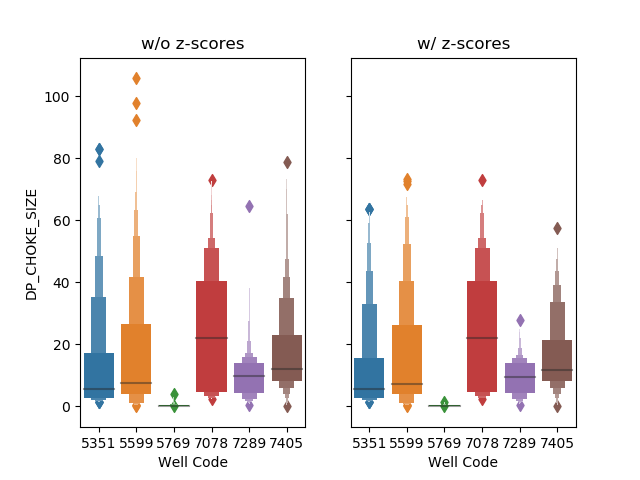 w/o z-scores
w/ z-scores
DP_CHOKE_SIZE
100
80
60
40
20
0
5351 5599 5769 7078 7289 7405
5351 5599 5769 7078 7289 7405
Well Code
Well Code